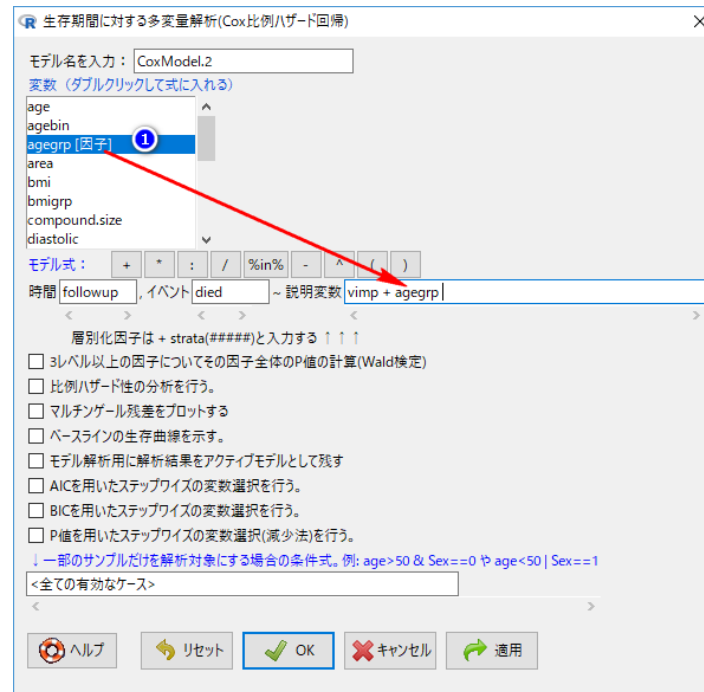 生存期間に対する多変量解析(Cox比例ハザード回帰)
モデル名を入力： CoxModel.2
変数（ダブルクリックして式に入れる）
age
agebin
agegrp [因子] 1
area
bmi
bmigrp
compound.size
diastolic
モデル式： + * : / %in% - ^ ( )
時間 followup , イベント died ~ 説明変数 vimp + agegrp
層別化因子は + strata(#####)と入力する ↑ ↑ ↑
3レベル以上の因子についてその因子全体のP値の計算(Wald検定)
比例ハザード性の分析を行う。
マルチンゲール残差をプロットする
ベースラインの生存曲線を示す。
モデル解析用に解析結果をアクティブモデルとして残す
AICを用いたステップワイズの変数選択を行う。
BICを用いたステップワイズの変数選択を行う。
P値を用いたステップワイズの変数選択(減少法)を行う。
↓一部のサンプルだけを解析対象にする場合の条件式。例: age>50 & Sex==0 や age<50 | Sex==1
<全ての有効なケース>
ヘルプ リセット OK キャンセル 適用